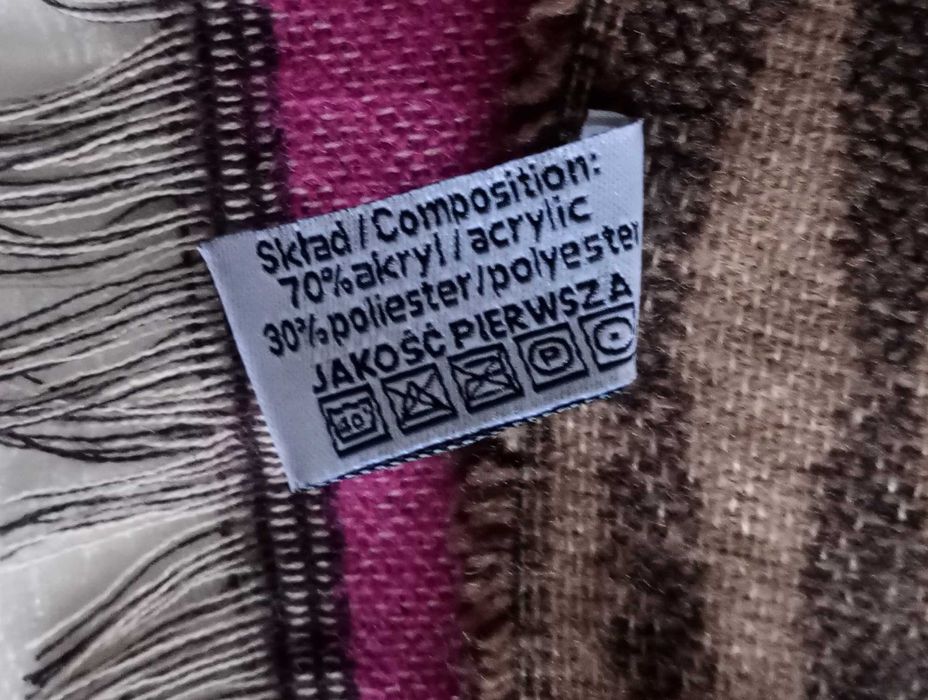 Skład / Composition:
70% akryl / acrylic
30% poliester/polyester
JAKOŚĆ PIERWSZA
P